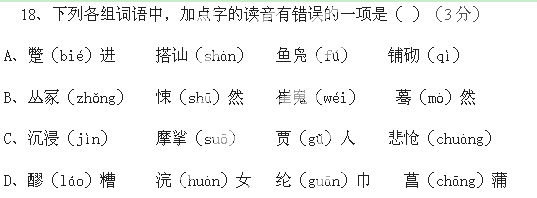 18、下列各组词语中，加点字的读音有错误的一项是（ ）（3分）
A、蹩（bié）进 搭讪（shàn） 鱼凫（fú） 铺砌（qì）
B、丛冢（zhǒng） 悚（shū）然 崔嵬（wéi） 蓦（mò）然
C、沉浸（jìn） 摩挲（suō） 贾（gǔ）人 悲怆（chuàng）
D、醪（láo）糟 浣（huàn）女 纶（guān）巾 菖（chāng）蒲